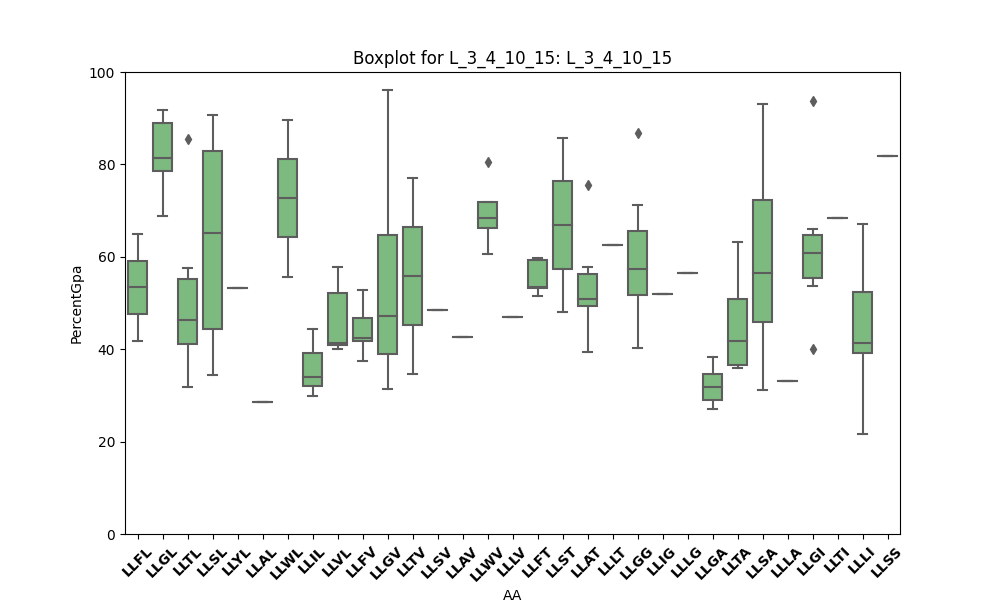 Boxplot for L_3_4_10_15: L_3_4_10_15
PercentGpa
100
80
60
40
20
0
LLFL LLGL LLTL LLSL LLYL LLAL LLWL LLIL LLVL LLFV LLGV LLTV LLSV LLAV LLWV LLLV LLFT LLST LLAT LLLT LLGG LLIG LLLG LLGA LLTA LLSA LLLA LLGI LLTI LLLI LLSS
AA